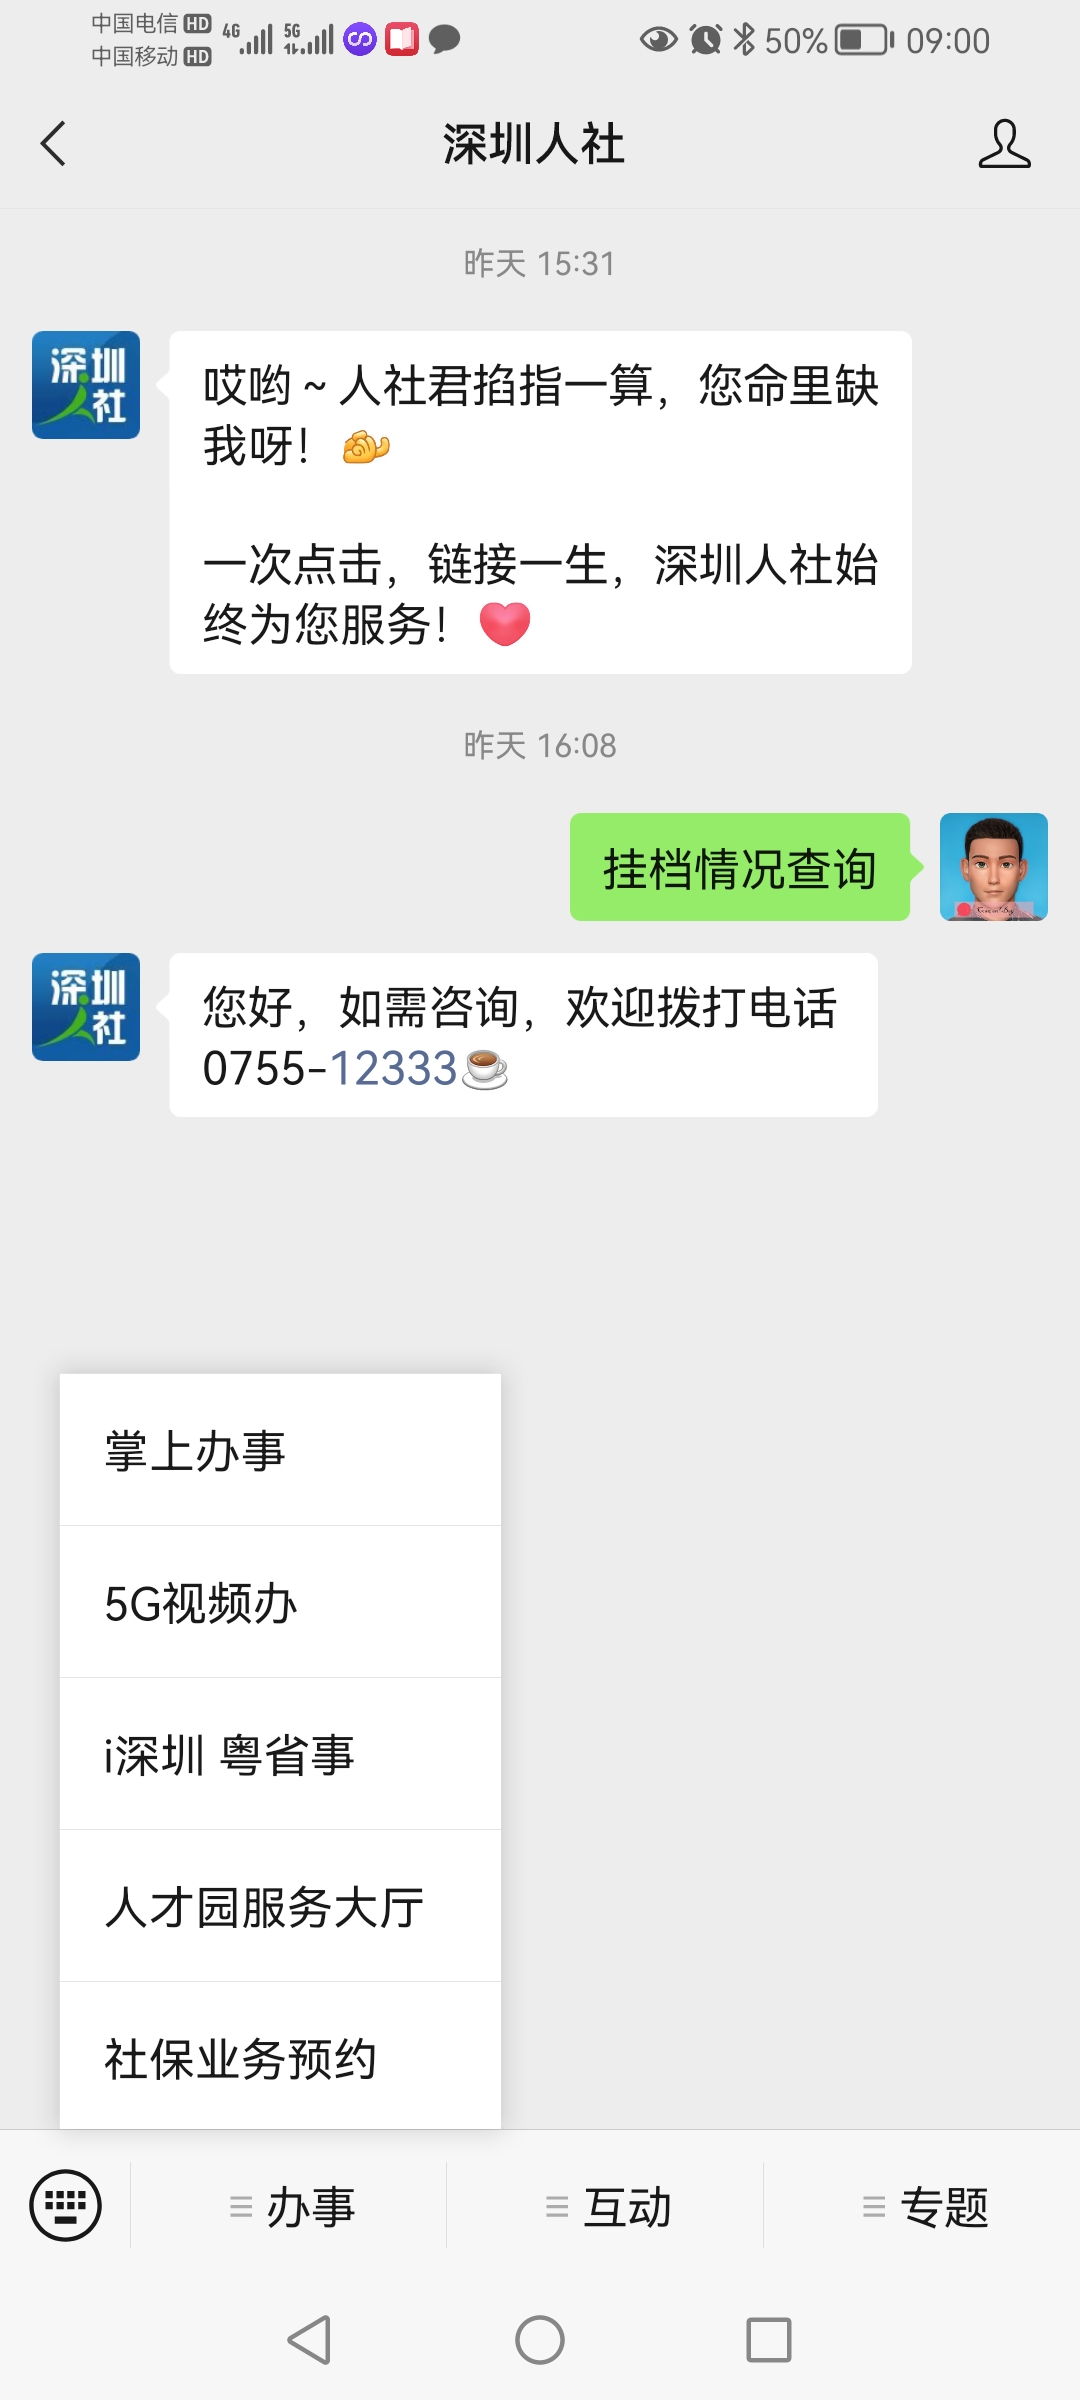 中国电信 HD 4G 5G 50% 09:00
中国移动 HD
深圳人社
昨天 15:31
深圳
人社
哎哟~人社君掐指一算，您命里缺
我呀！
一次点击，链接一生，深圳人社始
终为您服务！
昨天 16:08
挂档情况查询
深圳
人社
您好，如需咨询，欢迎拨打电话
0755-12333
掌上办事
5G视频办
i深圳 粤省事
人才园服务大厅
社保业务预约
办事
互动
专题